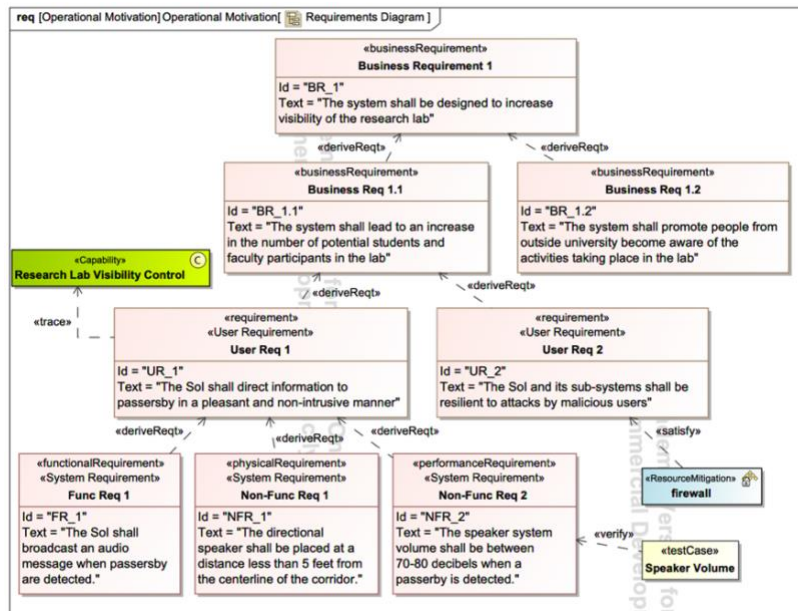 req [Operational Motivation] Operational Motivation[ Requirements Diagram ]
«businessRequirement»
Business Requirement 1
Id = "BR_1"
Text = "The system shall be designed to increase
visibility of the research lab"
«deriveReqt»
«deriveReqt»
«businessRequirement»
Business Req 1.1
Id = "BR_1.1"
Text = "The system shall lead to an increase
in the number of potential students and
faculty participants in the lab"
«businessRequirement»
Business Req 1.2
Id = "BR_1.2"
Text = "The system shall promote people from
outside university become aware of the
activities taking place in the lab"
«Capability»
C
Research Lab Visibility Control
«trace»
«deriveReqt»
«deriveReqt»
«requirement»
«User Requirement»
User Req 1
Id = "UR_1"
Text = "The SoI shall direct information to
passersby in a pleasant and non-intrusive manner"
«requirement»
«User Requirement»
User Req 2
Id = "UR_2"
Text = "The SoI and its sub-systems shall be
resilient to attacks by malicious users"
«deriveReqt»
«deriveReqt»
«deriveReqt»
«satisfy»
«functionalRequirement»
«System Requirement»
Func Req 1
Id = "FR_1"
Text = "The SoI shall
broadcast an audio
message when passersby
are detected."
«physicalRequirement»
«System Requirement»
Non-Func Req 1
Id = "NFR_1"
Text = "The directional
speaker shall be placed at a
distance less than 5 feet from
the centerline of the corridor."
«performanceRequirement»
«System Requirement»
Non-Func Req 2
Id = "NFR_2"
Text = "The speaker system
volume shall be between
70-80 decibels when a
passerby is detected."
«ResourceMitigation»
firewall
«verify»
«testCase»
Speaker Volume